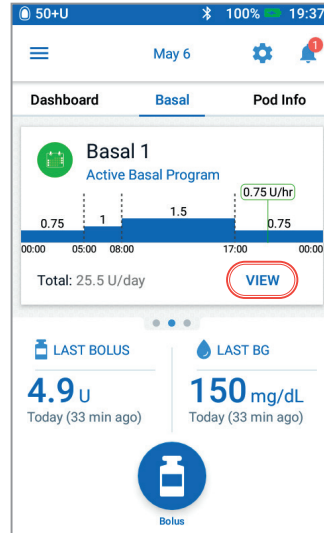 50+U 100% 19:37
May 6 1
Dashboard Basal Pod Info
Basal 1
Active Basal Program
0.75 U/hr
0.75 1 1.5 0.75
00:00 05:00 08:00 17:00 00:00
Total: 25.5 U/day VIEW
LAST BOLUS LAST BG
4.9 U 150 mg/dL
Today (33 min ago) Today (33 min ago)
Bolus